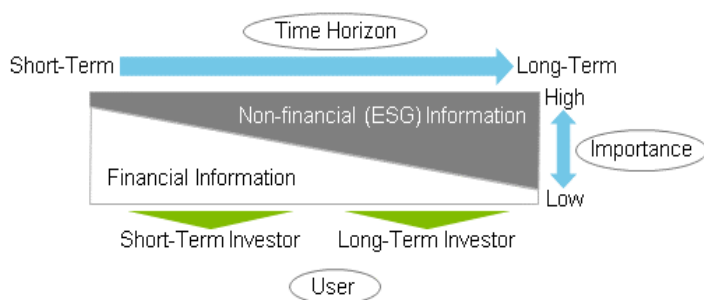 Time Horizon
Short-Term
Long-Term
Non-financial (ESG) Information
High
Importance
Financial Information
Low
Short-Term Investor
Long-Term Investor
User